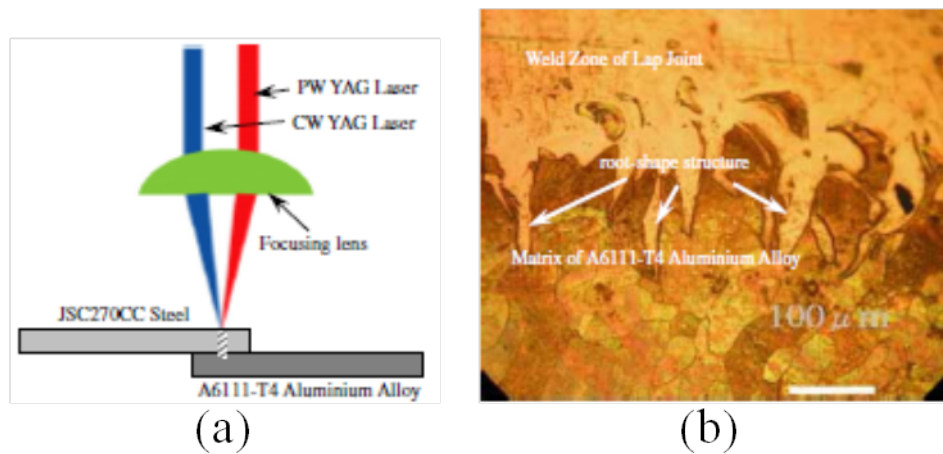 PW YAG Laser
CW YAG Laser
Focusing lens
JSC270CC Steel
A6111-T4 Aluminium Alloy
(a)
Weld Zone of Lap Joint
root-shape structure
Matrix of A6111-T4 Aluminium Alloy
100 μm
(b)